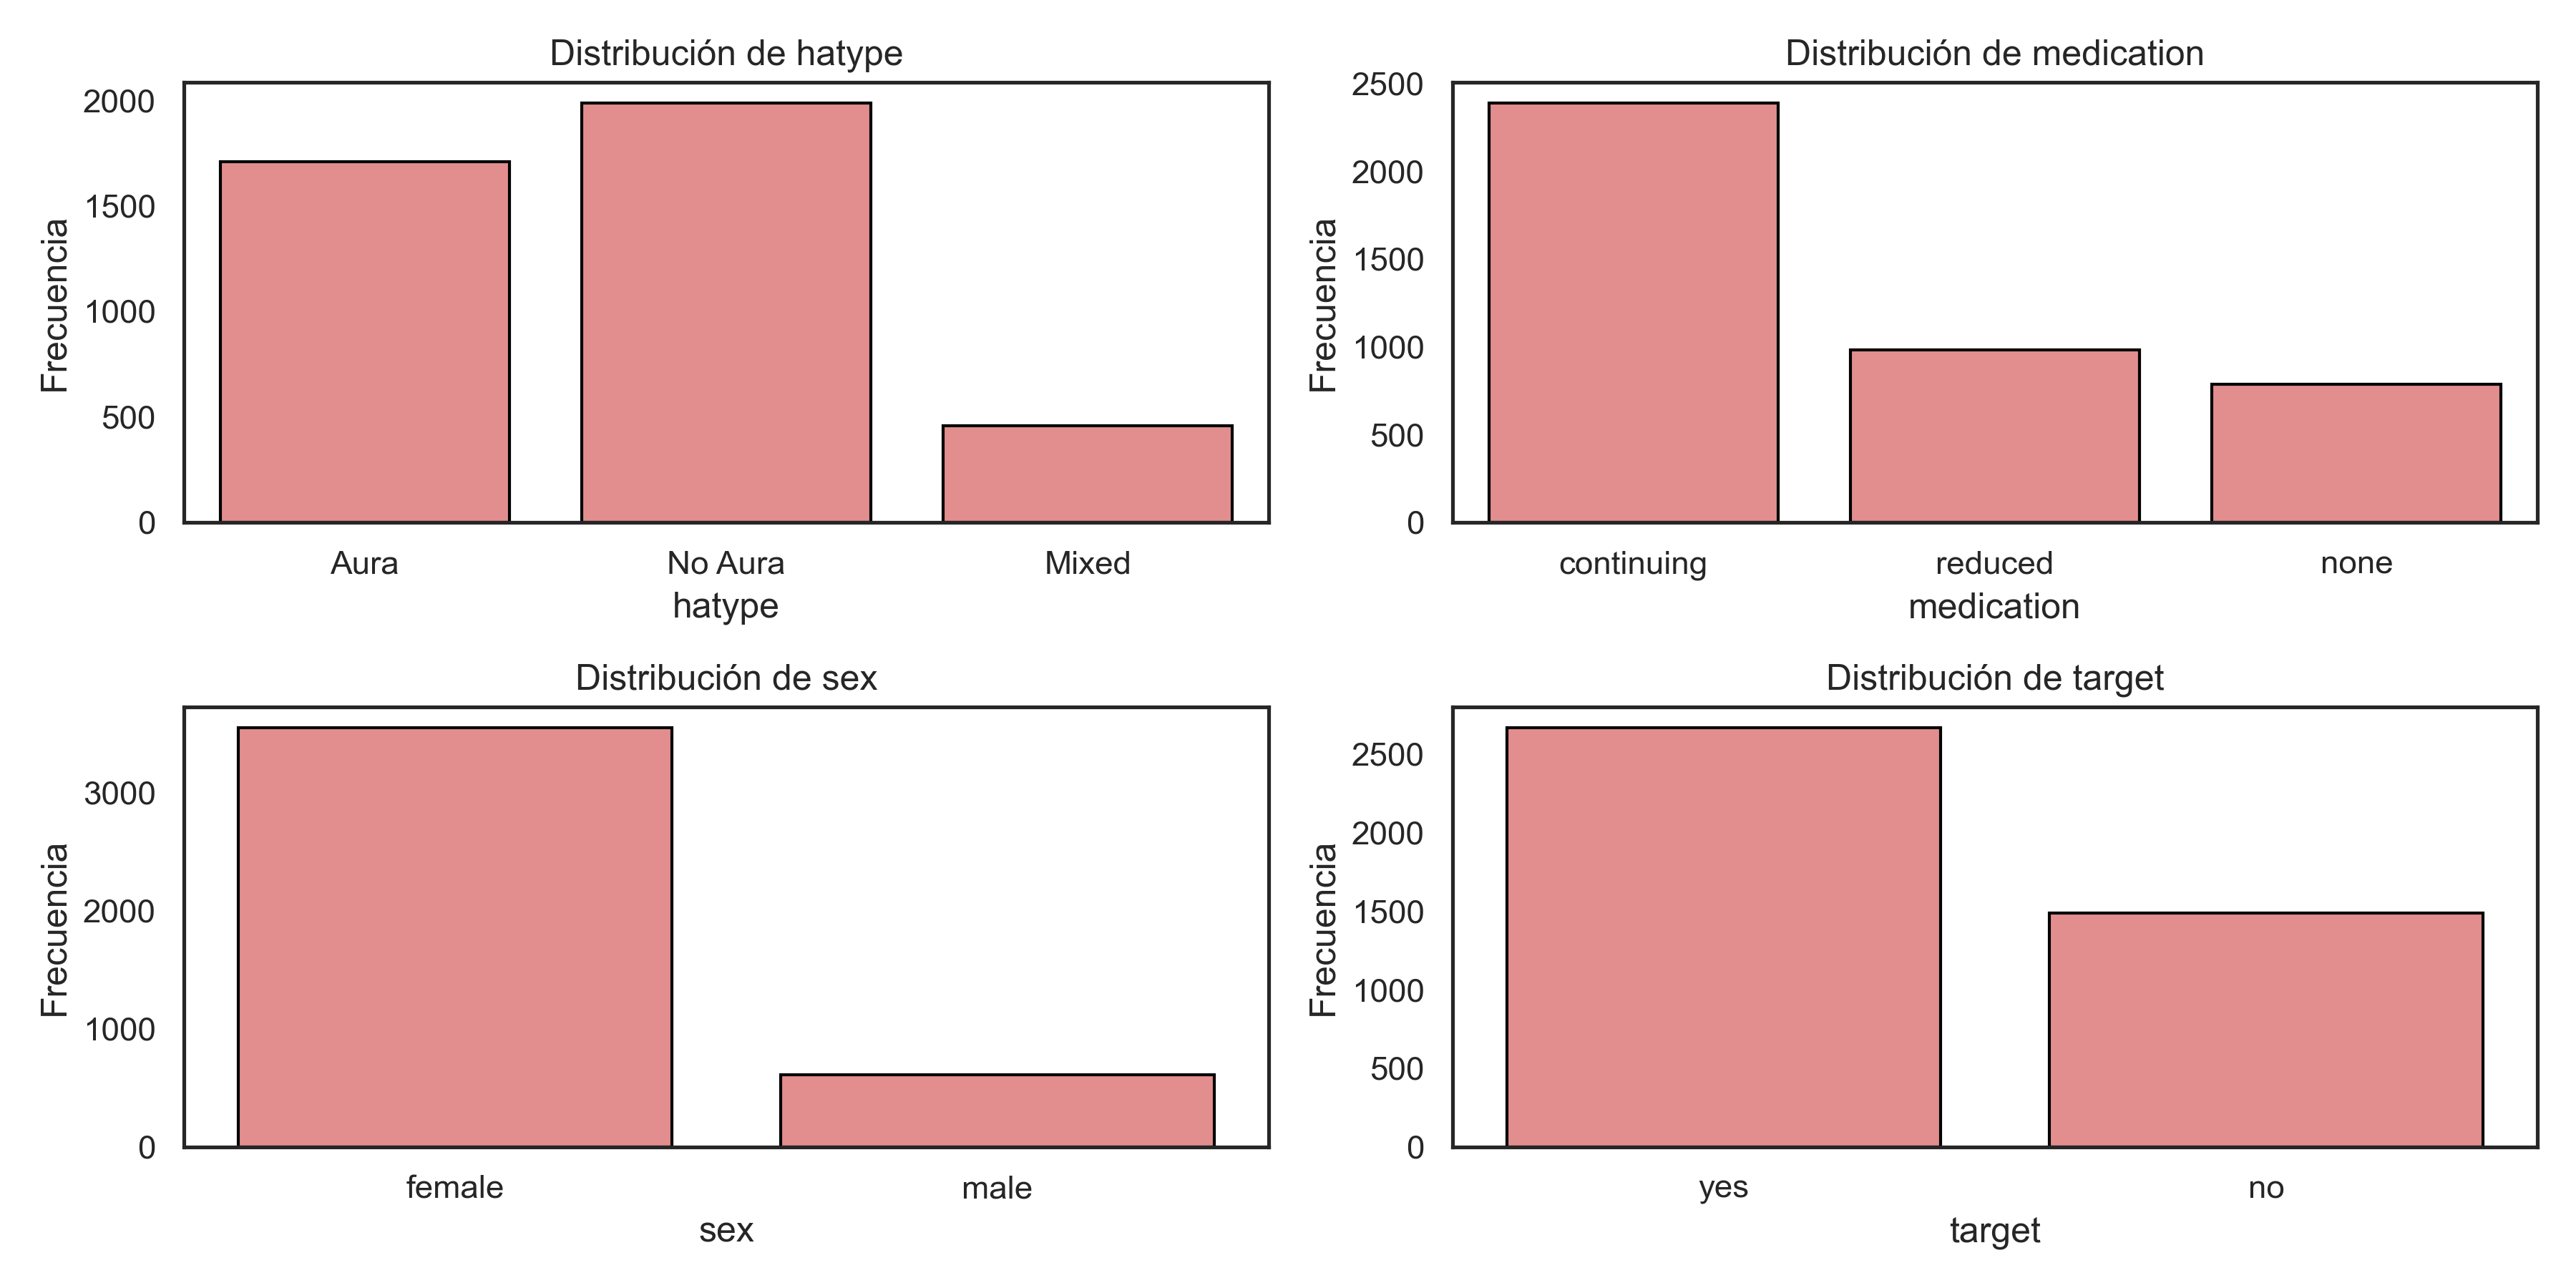 Distribución de hatype
2000
1500
1000
500
0
Frecuencia
Aura No Aura Mixed
hatype
Distribución de medication
2500
2000
1500
1000
500
0
Frecuencia
continuing reduced none
medication
Distribución de sex
3000
2000
1000
0
Frecuencia
female male
sex
Distribución de target
2500
2000
1500
1000
500
0
Frecuencia
yes no
target